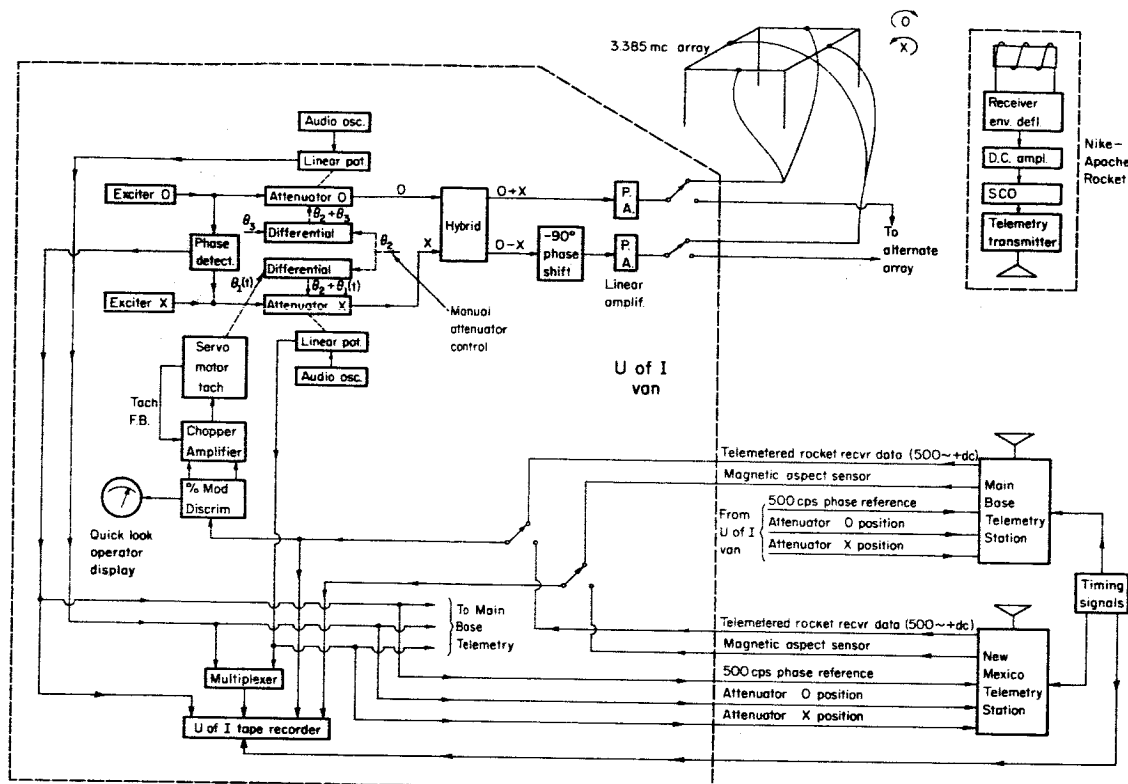 O
X
3.385 mc array
Audio osc.
Linear pot.
Receiver
env. defl.
Nike-
Apache
Rocket
D.C. ampl.
SCO
Telemetry
transmitter
Exciter O
Attenuator O
O
Hybrid
O+X
P.
A.
θ₂ + θ₃
θ₃
Differential
θ₂
X
O-X
-90°
phase
shift
P.
A.
Linear
amplif.
To
alternate
array
Phase
detect.
Differential
θ₁(t)
θ₂ + θ₁(t)
Exciter X
Attenuator X
Manual
attenuator
control
Linear pot.
Audio osc.
U of I
van
Servo
motor
tach
Tach
F.B.
Chopper
Amplifier
% Mod
Discrim
Quick look
operator
display
Telemetered rocket recvr data (500~+dc)
Magnetic aspect sensor
From
U of I
van
500 cps phase reference
Attenuator O position
Attenuator X position
Main
Base
Telemetry
Station
Timing
signals
To Main
Base
Telemetry
Telemetered rocket recvr data (500~+dc)
Magnetic aspect sensor
500 cps phase reference
Attenuator O position
Attenuator X position
New
Mexico
Telemetry
Station
Multiplexer
U of I tape recorder